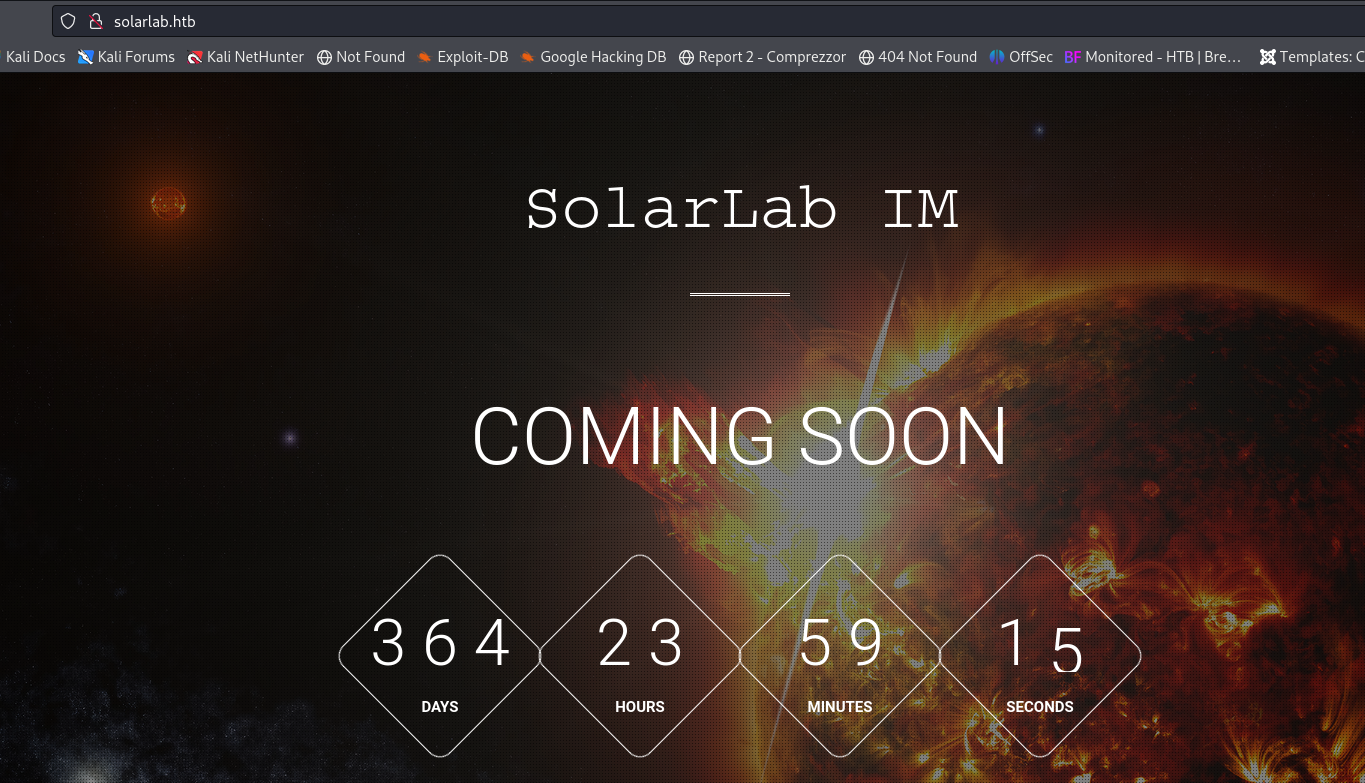 solarlab.htb
Kali Docs Kali Forums Kali NetHunter Not Found Exploit-DB Google Hacking DB Report 2 - Comprezzor 404 Not Found OffSec BF Monitored - HTB | Bre… Templates: C
SolarLab IM
COMING SOON
364 23 59 15
DAYS HOURS MINUTES SECONDS